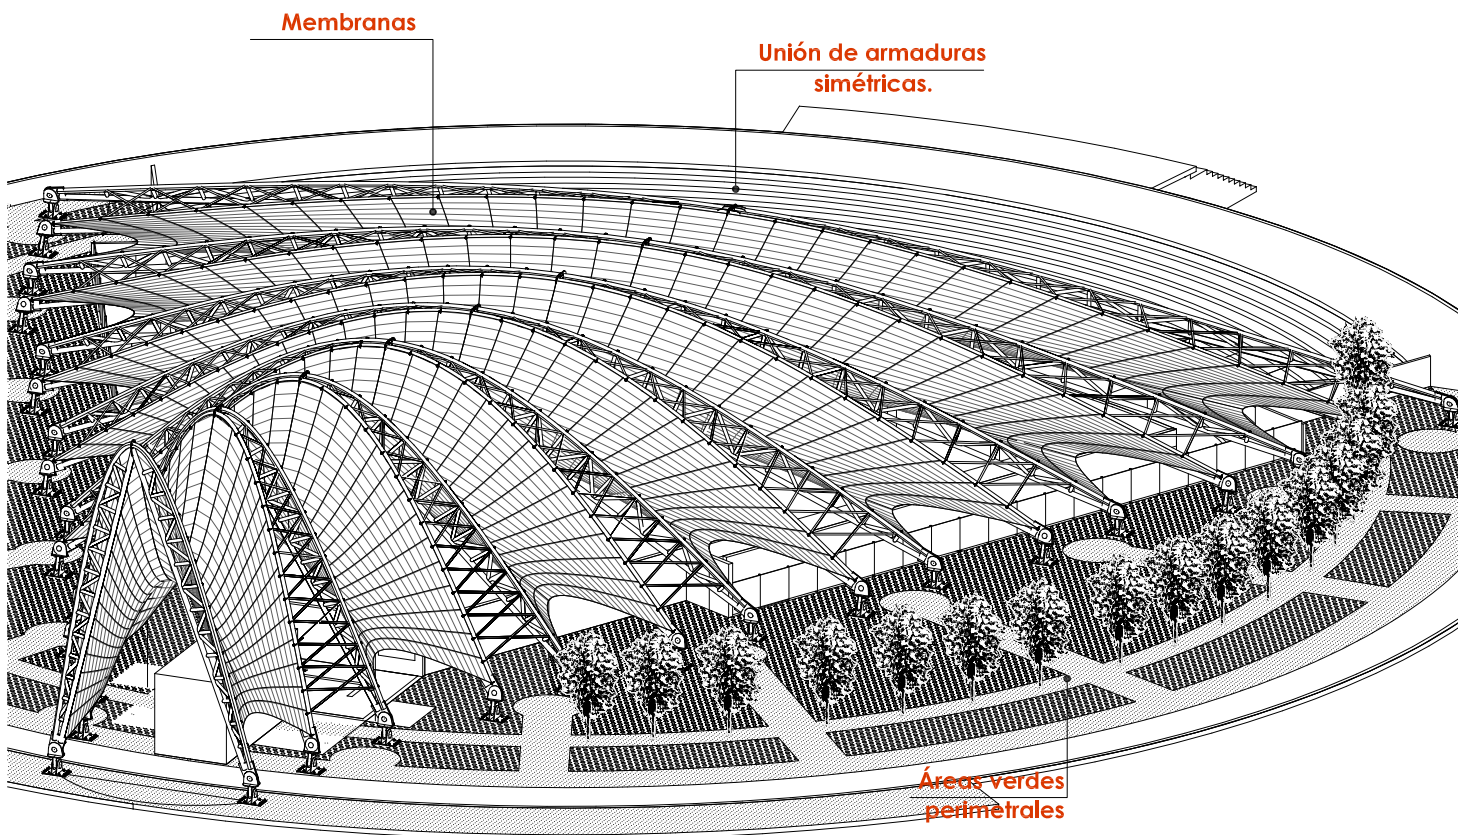 Membranas
Unión de armaduras
simétricas.
Áreas verdes
perimetrales